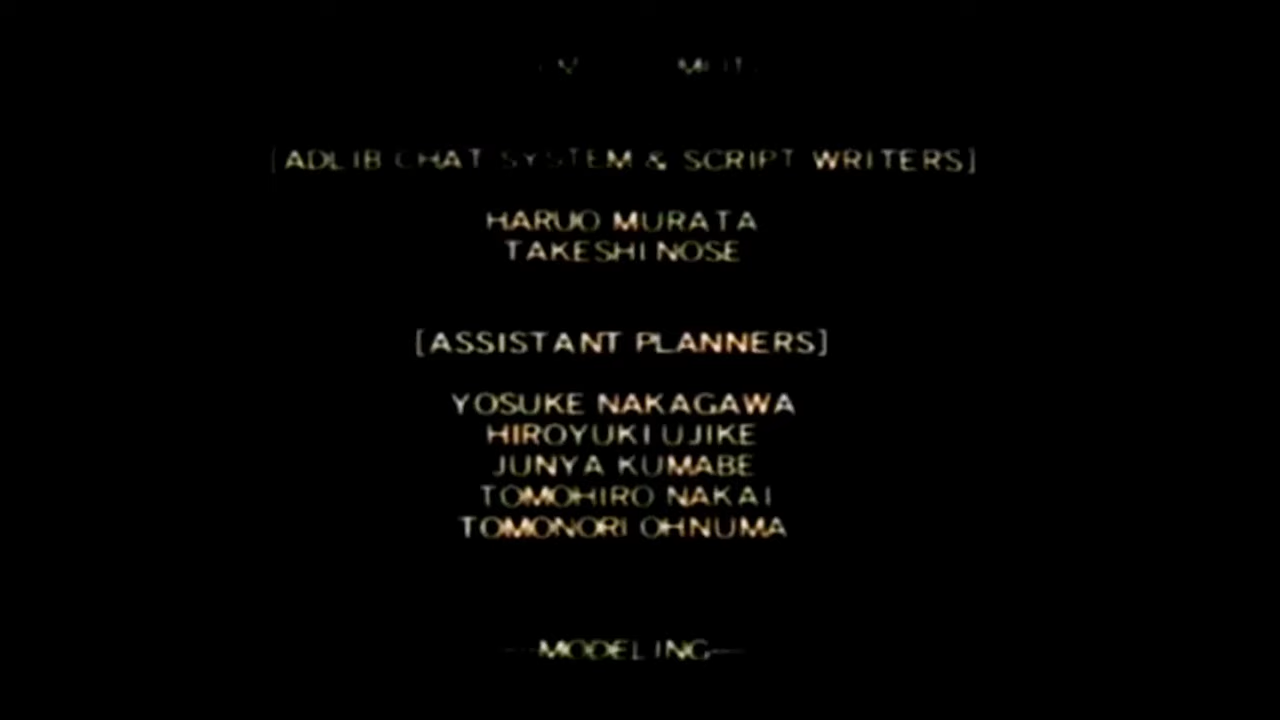 [ADLIB CHAT SYSTEM & SCRIPT WRITERS]
HARUO MURATA
TAKESHI NOSE
[ASSISTANT PLANNERS]
YOSUKE NAKAGAWA
HIROYUKI UJIKE
JUNYA KUMABE
TOMOHIRO NAKAI
TOMONORI OHNUMA
—MODELING—